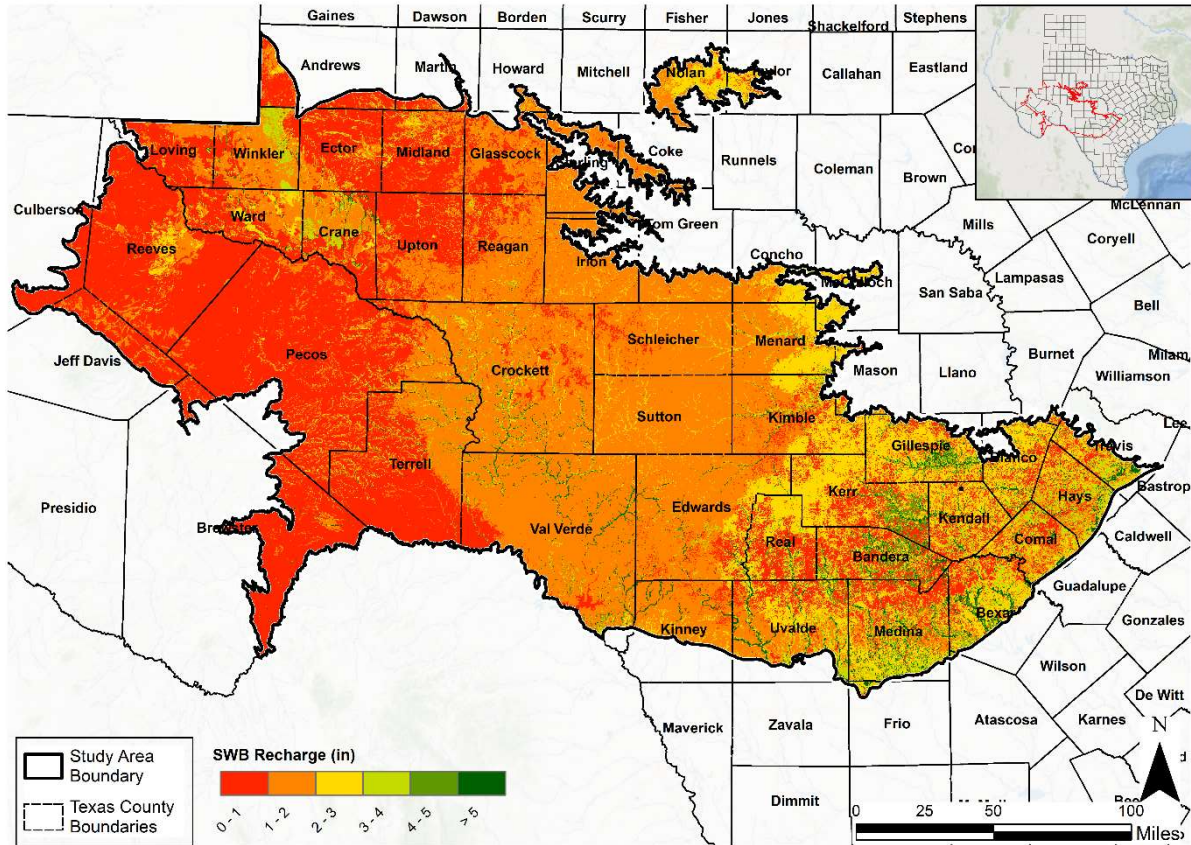 Gaines
Dawson
Borden
Scurry
Fisher
Jones
Shackelford
Stephens
Andrews
Martin
Howard
Mitchell
Nolan
Callahan
Eastland
Loving
Winkler
Ector
Midland
Glasscock
Sterling
Coke
Runnels
Coleman
Brown
McLennan
Culberson
Ward
Crane
Upton
Reagan
Irion
Tom Green
Concho
McCulloch
San Saba
Mills
Coryell
Lampasas
Bell
Reeves
Jeff Davis
Pecos
Crockett
Schleicher
Menard
Mason
Llano
Burnet
Milam
Williamson
Sutton
Kimble
Gillespie
Blanco
Travis
Lee
Terrell
Presidio
Brewster
Val Verde
Edwards
Kerr
Kendall
Hays
Bastrop
Real
Bandera
Comal
Caldwell
Guadalupe
Gonzales
Kinney
Uvalde
Medina
Bexar
Wilson
De Witt
Maverick
Zavala
Frio
Atascosa
Karnes
Dimmit
Study Area
Boundary
Texas County
Boundaries
SWB Recharge (in)
0 - 1
1 - 2
2 - 3
3 - 4
4 - 5
> 5
N
0 25 50 100
Miles